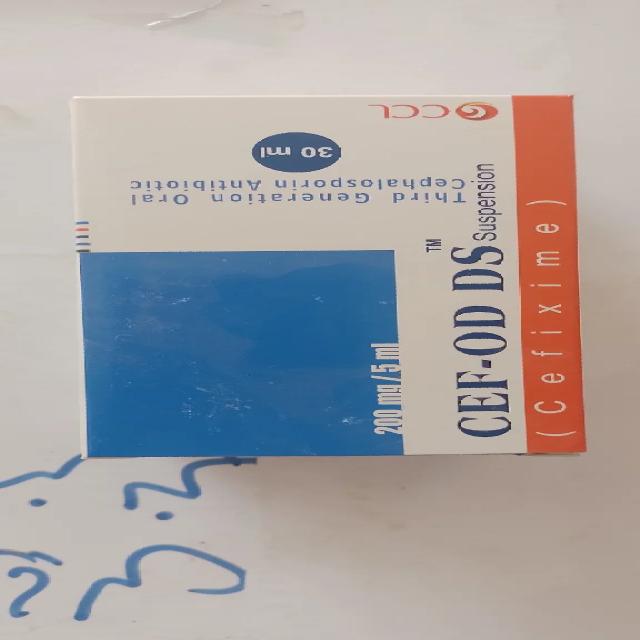 CCL
30 ml
Third Generation Oral
Cephalosporin Antibiotic
200 mg / 5 ml
CEF-OD DS™
Suspension
(Cefixime)